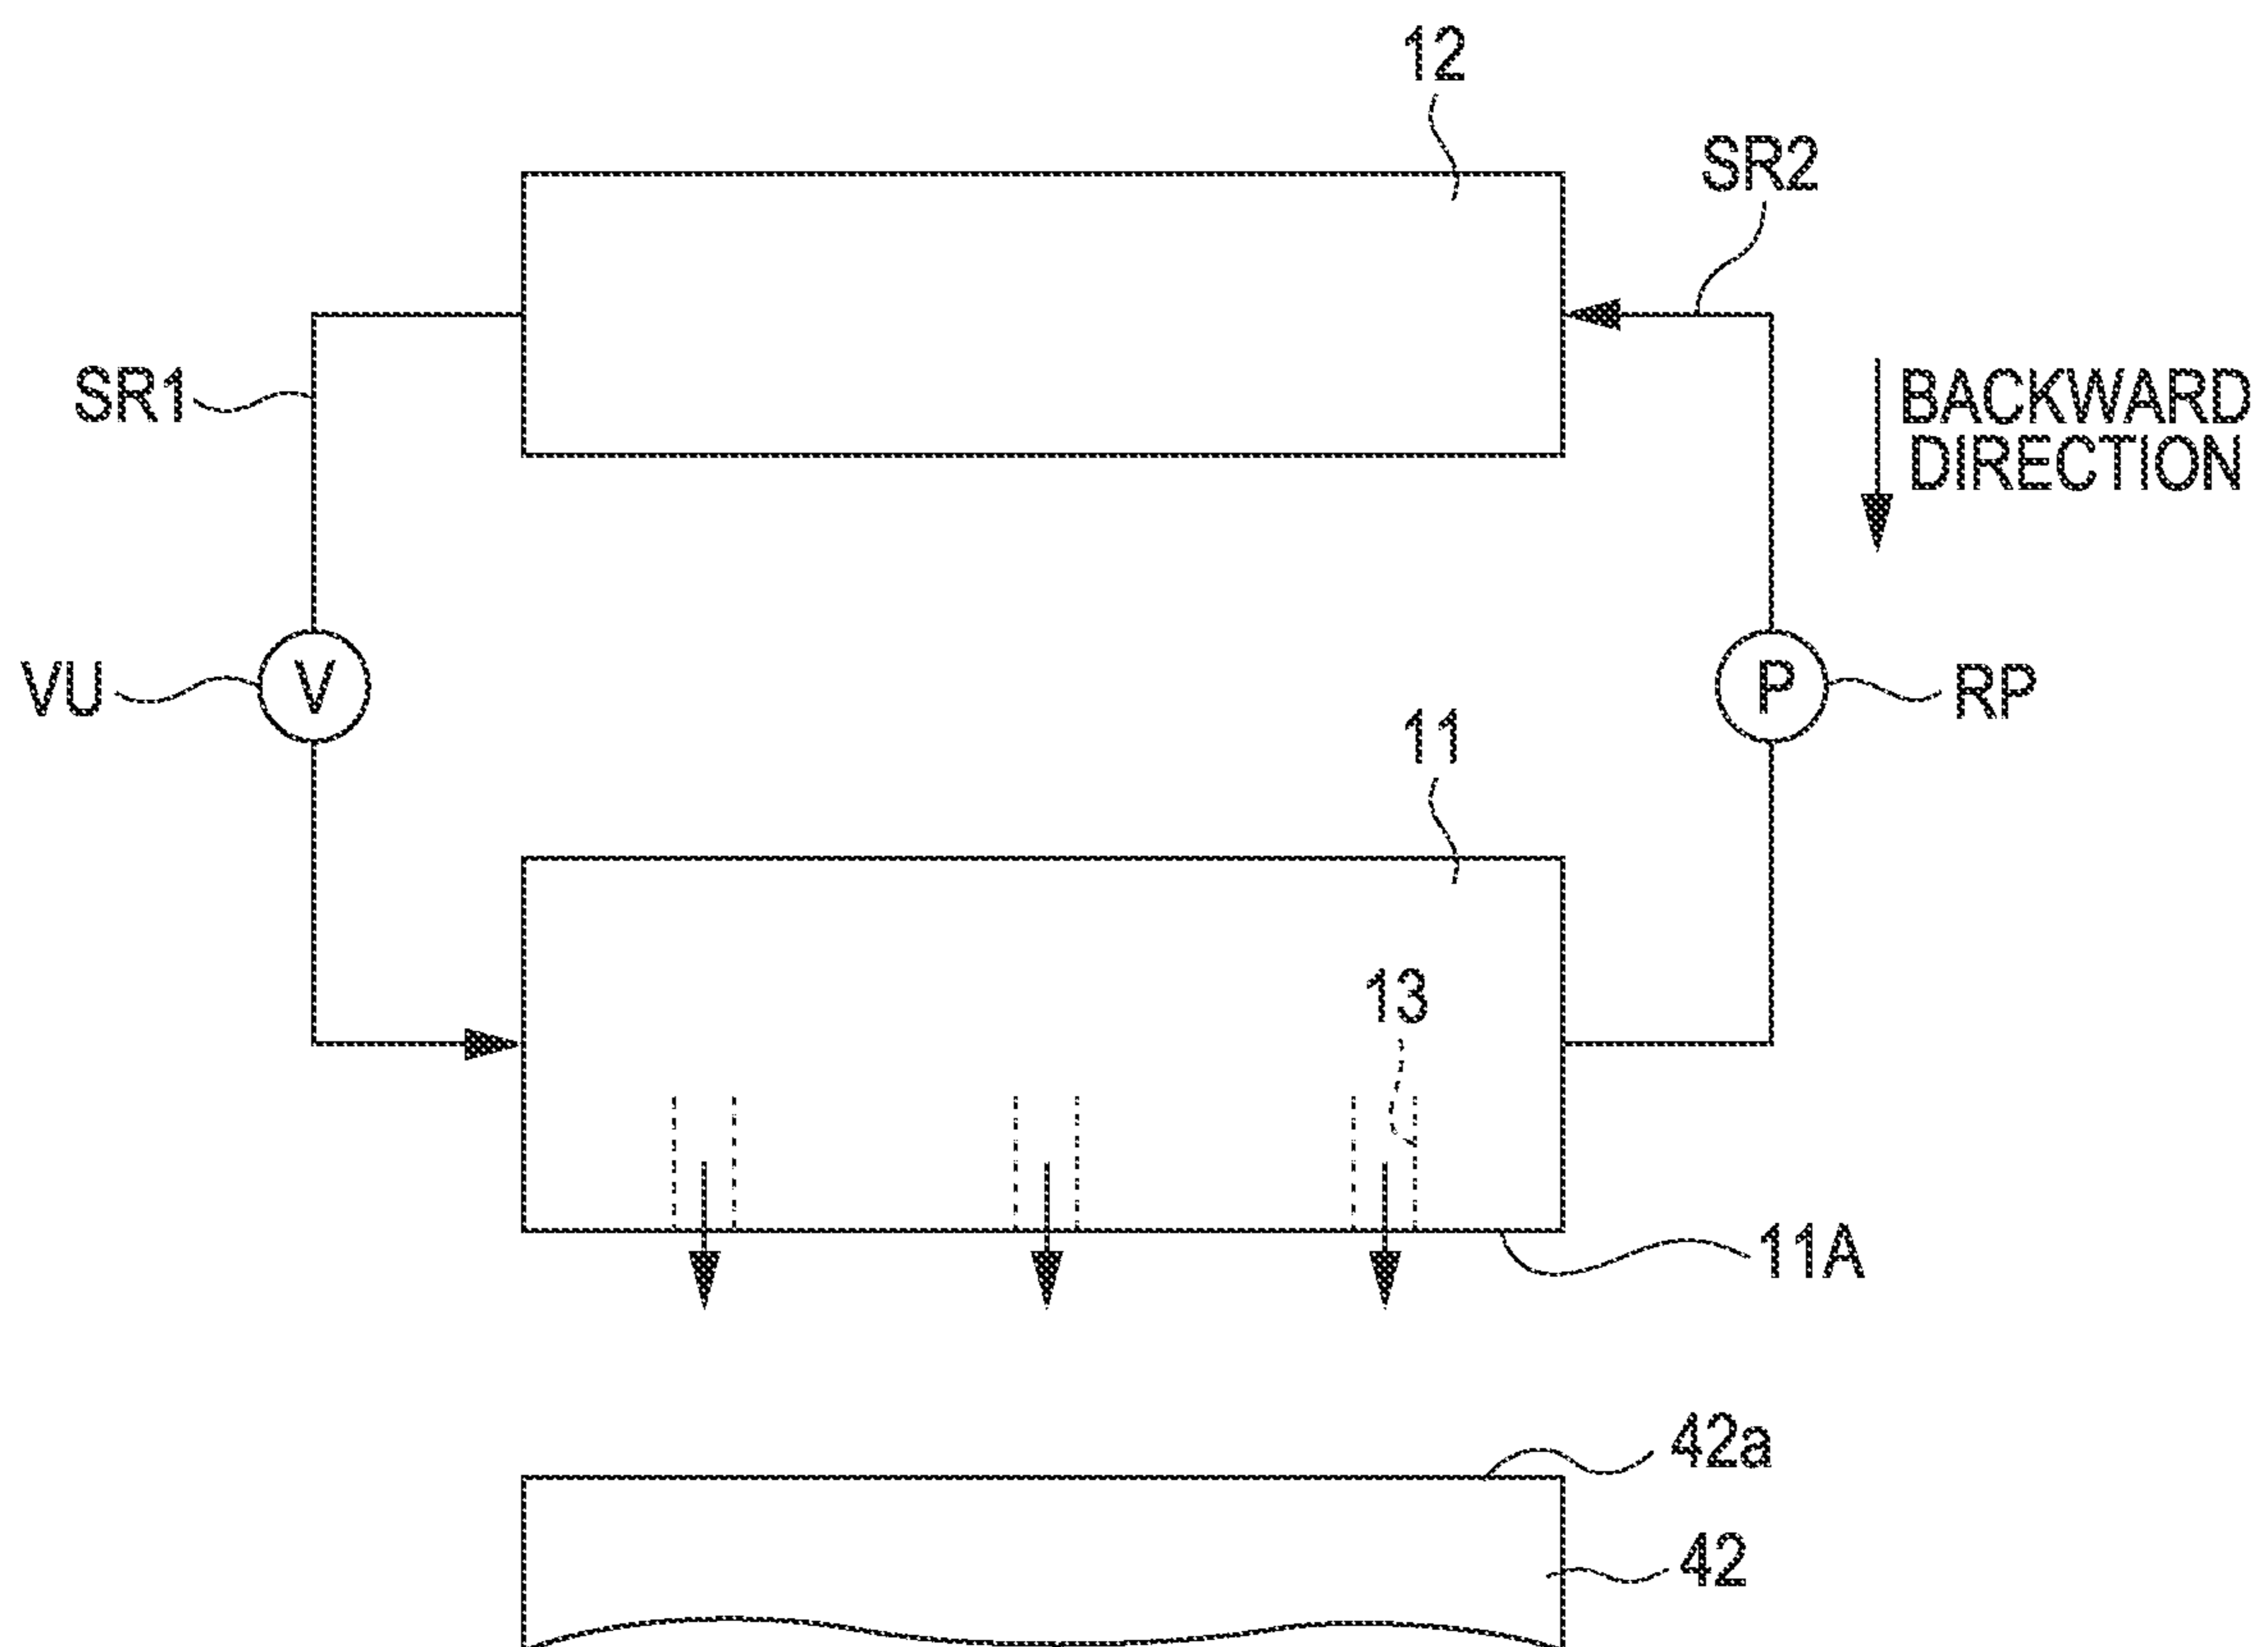 12
SR2
SR1
BACKWARD
DIRECTION
VU
V
P
RP
11
13
11A
42a
42